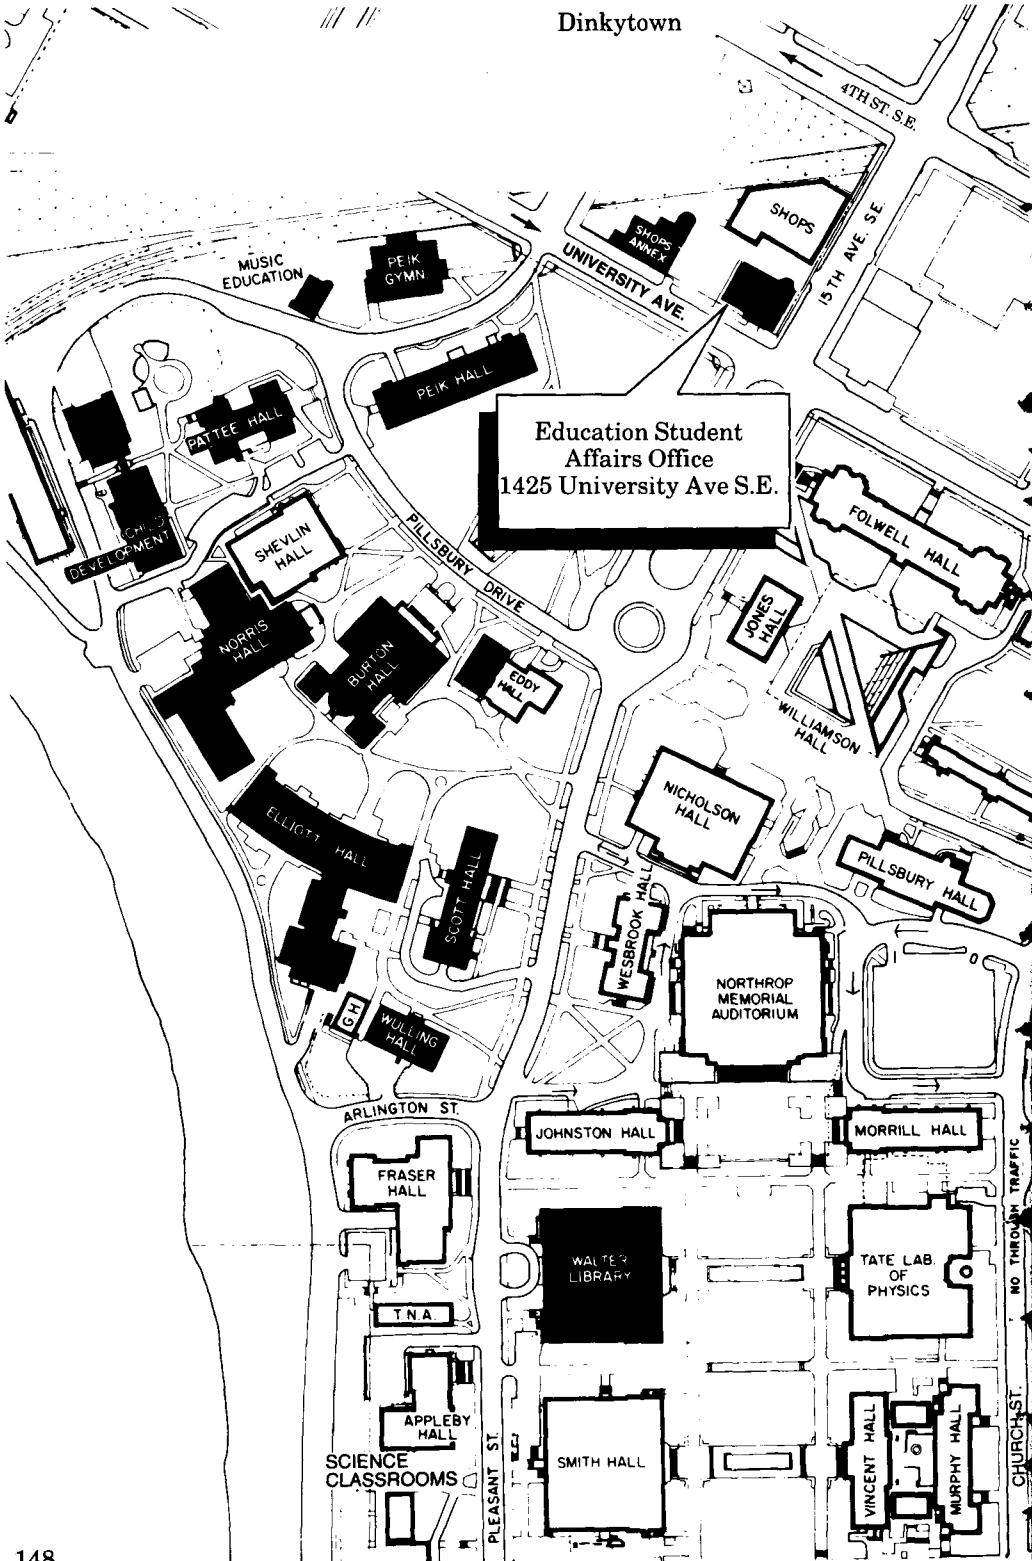 Dinkytown
4TH ST. S.E.
SHOPS
SHOPS
ANNEX
15TH AVE. S.E.
UNIVERSITY AVE.
MUSIC
EDUCATION
PEIK
GYMN.
PEIK HALL
PATTEE HALL
Education Student
Affairs Office
1425 University Ave S.E.
CHILD
DEVELOPMENT
SHEVLIN
HALL
PILLSBURY DRIVE
FOLWELL HALL
JONES
HALL
NORRIS
HALL
BURTON
HALL
EDDY
HALL
WILLIAMSON
HALL
NICHOLSON
HALL
ELLIOTT HALL
SCOTT HALL
PILLSBURY HALL
WESBROOK HALL
NORTHROP
MEMORIAL
AUDITORIUM
G H
WULLING
HALL
ARLINGTON ST.
JOHNSTON HALL
MORRILL HALL
FRASER
HALL
NO THROUGH TRAFFIC
WALTER
LIBRARY
TATE LAB.
OF
PHYSICS
T.N.A.
APPLEBY
HALL
SCIENCE
CLASSROOMS
PLEASANT ST.
SMITH HALL
VINCENT HALL
MURPHY HALL
CHURCH ST.
148